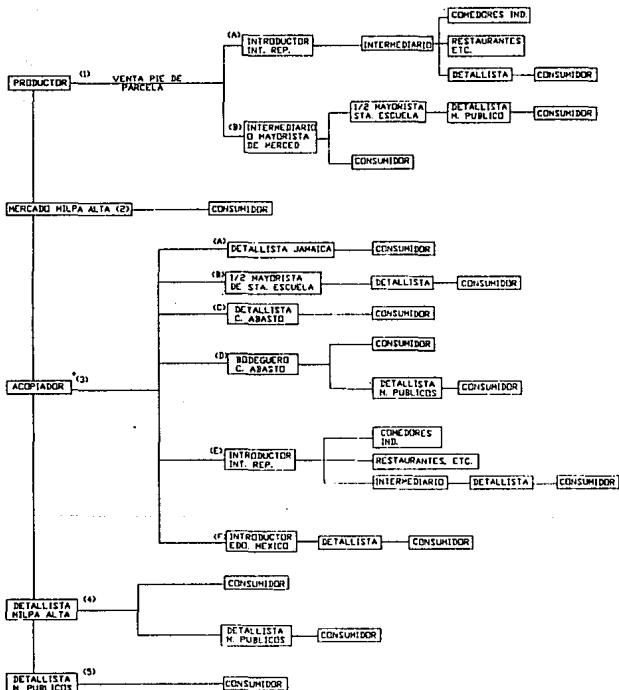 COMEDORES IND.
(A)
INTRODUCTOR
INT. REP.
INTERMEDIARIO
RESTAURANTES
ETC.
PRODUCTOR
(1)
VENTA PIE DE
PARCELA
DETALLISTA
CONSUMIDOR
(B)
INTERMEDIARIO
O MAYORISTA
DE MERCED
1/2 MAYORISTA
STA. ESCUELA
DETALLISTA
M. PUBLICO
CONSUMIDOR
CONSUMIDOR
MERCADO MILPA ALTA (2)
CONSUMIDOR
(A)
DETALLISTA JAMAICA
CONSUMIDOR
(B)
1/2 MAYORISTA
DE STA. ESCUELA
DETALLISTA
CONSUMIDOR
(C)
DETALLISTA
C. ABASTO
CONSUMIDOR
ACOPIADOR
*(3)
(D)
BODEGUERO
C. ABASTO
CONSUMIDOR
DETALLISTA
M. PUBLICOS
CONSUMIDOR
(E)
INTRODUCTOR
INT. REP.
COMEDORES
IND.
RESTAURANTES, ETC.
INTERMEDIARIO
DETALLISTA
CONSUMIDOR
(F)
INTRODUCTOR
EDO. MEXICO
DETALLISTA
CONSUMIDOR
DETALLISTA
MILPA ALTA
(4)
CONSUMIDOR
DETALLISTA
M. PUBLICOS
CONSUMIDOR
DETALLISTA
M. PUBLICOS
(5)
CONSUMIDOR